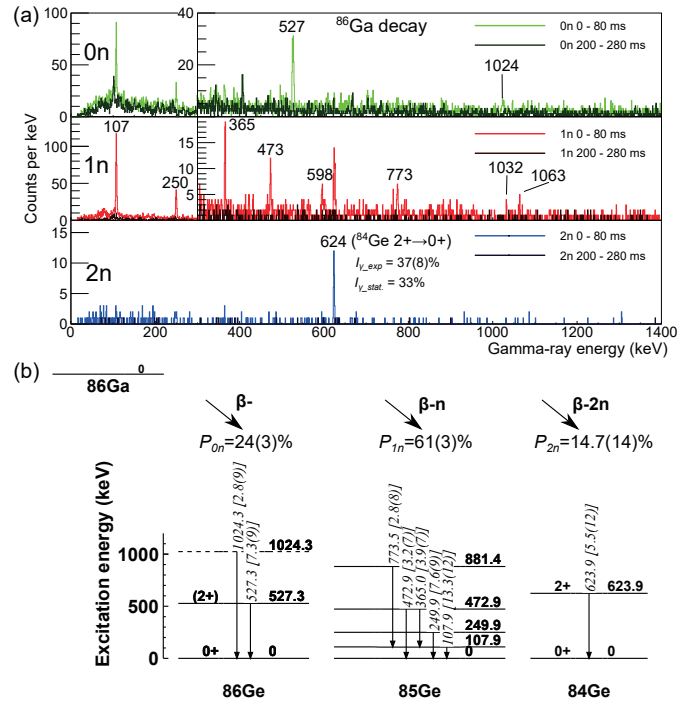 (a)
86Ga decay
0n
0n 0 - 80 ms
0n 200 - 280 ms
527
1024
100
50
0
40
20
107
1n
1n 0 - 80 ms
1n 200 - 280 ms
365
473
250
598
773
1032
1063
100
50
0
15
10
5
Counts per keV
2n
624 (84Ge 2+→0+)
Iγ_exp = 37(8)%
Iγ_stat. = 33%
2n 0 - 80 ms
2n 200 - 280 ms
15
10
5
0
0 200 400 600 800 1000 1200 1400
Gamma-ray energy (keV)
(b)
0
86Ga
β- β-n β-2n
P0n=24(3)% P1n=61(3)% P2n=14.7(14)%
Excitation energy (keV)
1000
500
0
1024.3 [2.8(9)]
527.3 [7.3(9)]
1024.3
(2+) 527.3
0+ 0
86Ge
773.5 [2.8(8)]
472.9 [3.2(7)]
365.0 [3.9(7)]
249.9 [7.6(9)]
107.9 [13.3(12)]
881.4
472.9
249.9
107.9
0
85Ge
623.9 [5.5(12)]
2+ 623.9
0+ 0
84Ge